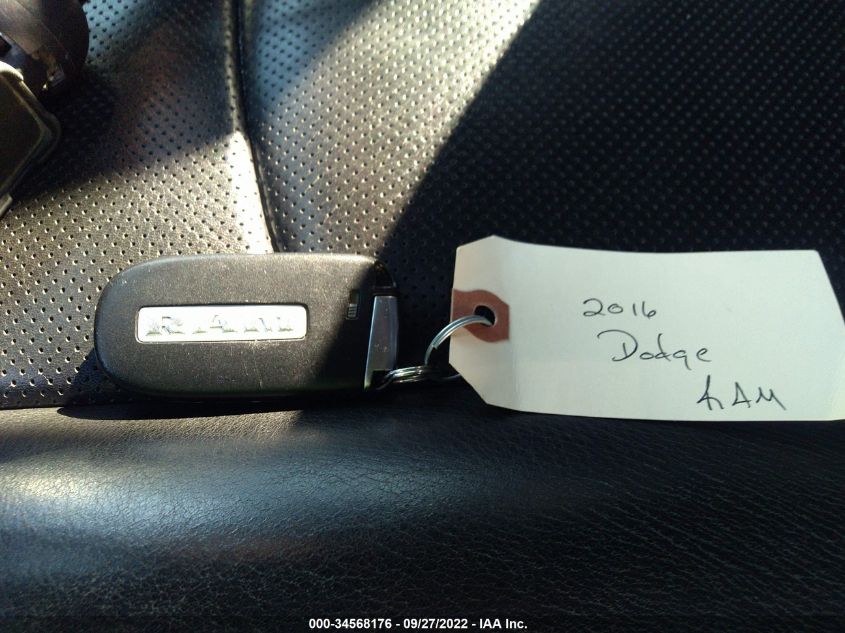 RAM
2016
Dodge
RAM
000-34568176 - 09/27/2022 - IAA Inc.